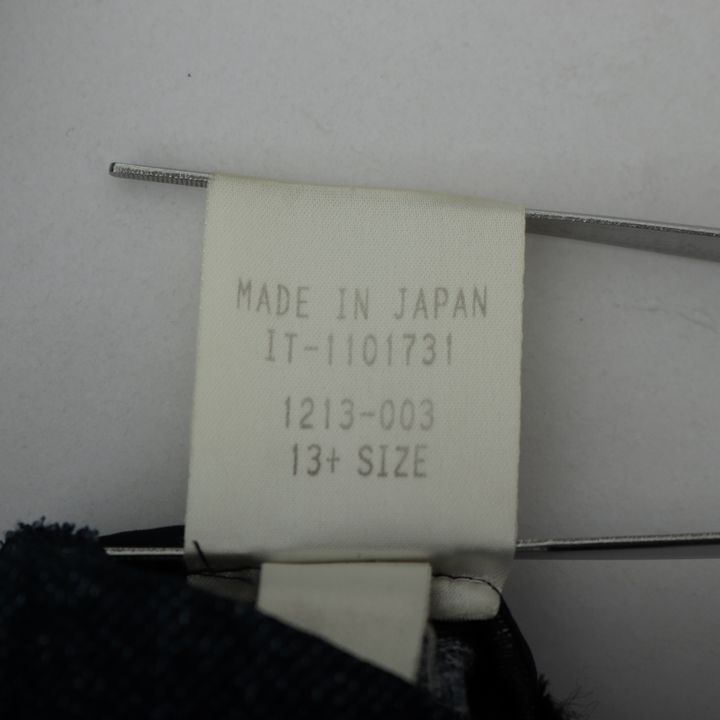 MADE IN JAPAN
IT-1101731
1213-003
13+ SIZE